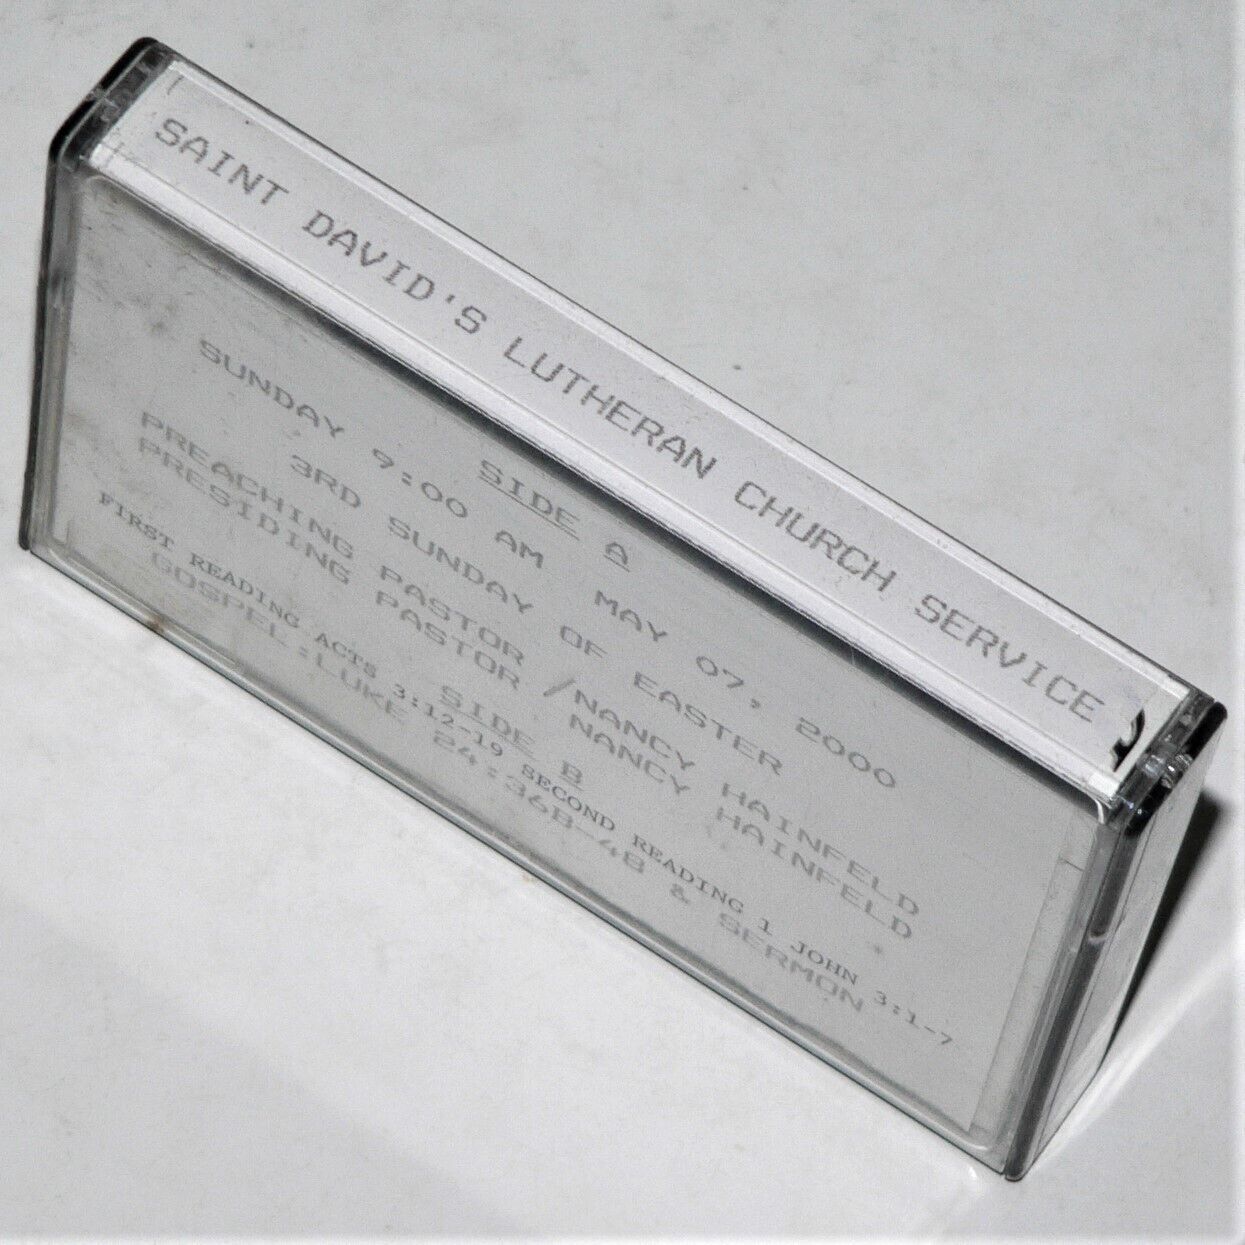 SAINT DAVID'S LUTHERAN CHURCH SERVICE
SIDE A
SUNDAY 9:00 AM MAY 07, 2000
3RD SUNDAY OF EASTER
PREACHING PASTOR /NANCY HAINFELD
PRESIDING PASTOR NANCY HAINFELD
SIDE B
FIRST READING ACTS 3:12-19 SECOND READING 1 JOHN 3:1-7
GOSPEL:LUKE 24:36B-48 & SERMON